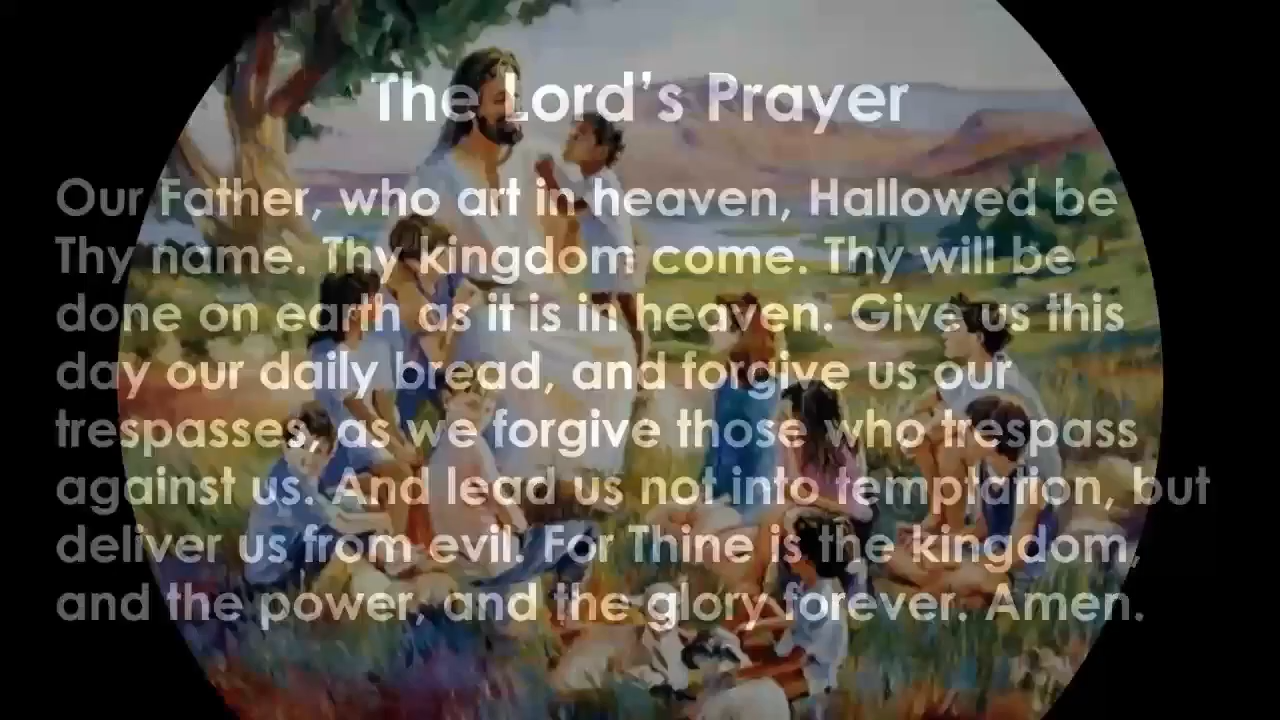 The Lord's Prayer
Our Father, who art in heaven, Hallowed be
Thy name. Thy kingdom come. Thy will be
done on earth as it is in heaven. Give us this
day our daily bread, and forgive us our
trespasses, as we forgive those who trespass
against us. And lead us not into temptation, but
deliver us from evil. For Thine is the kingdom,
and the power, and the glory forever. Amen.